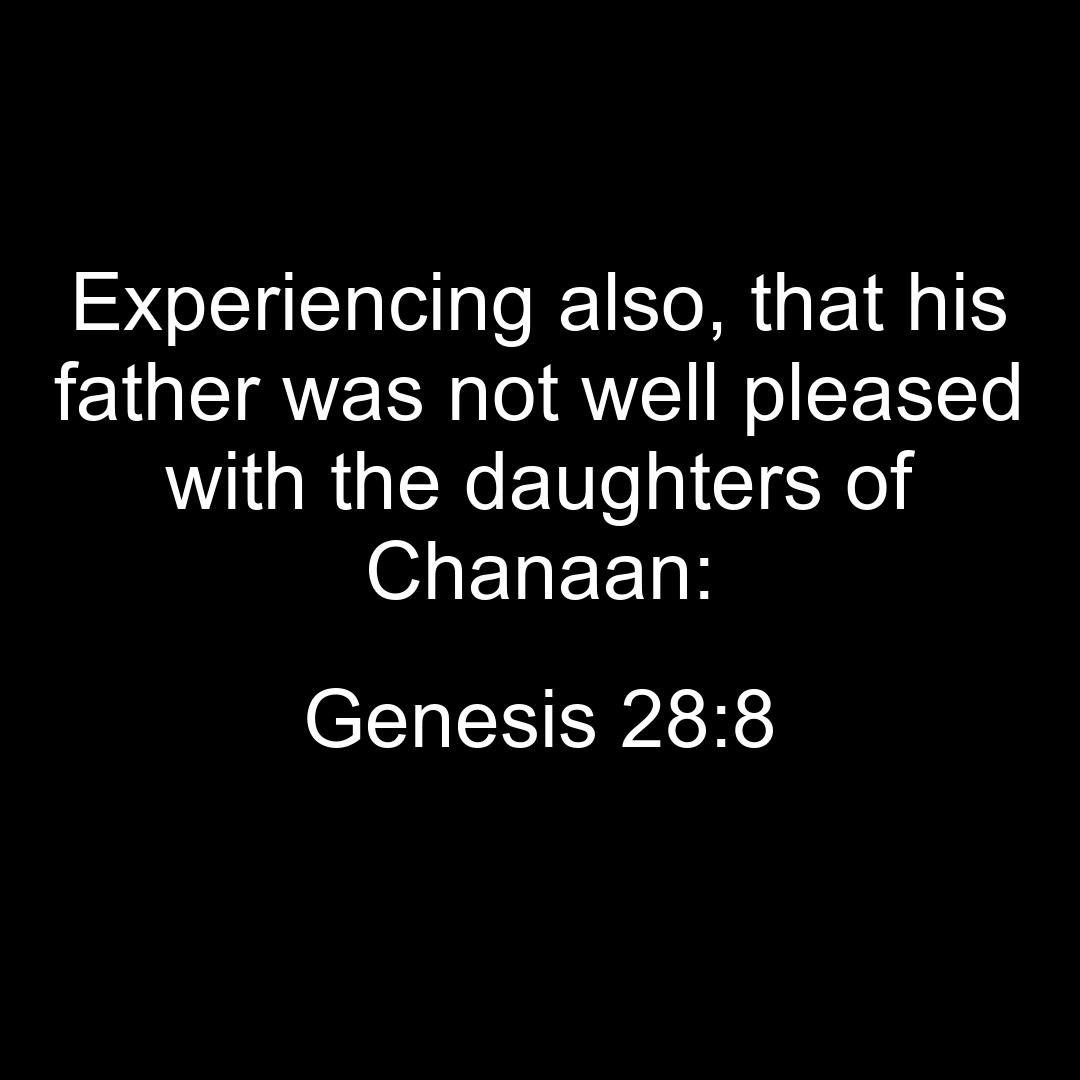 Experiencing also, that his
father was not well pleased
with the daughters of
Chanaan:
Genesis 28:8